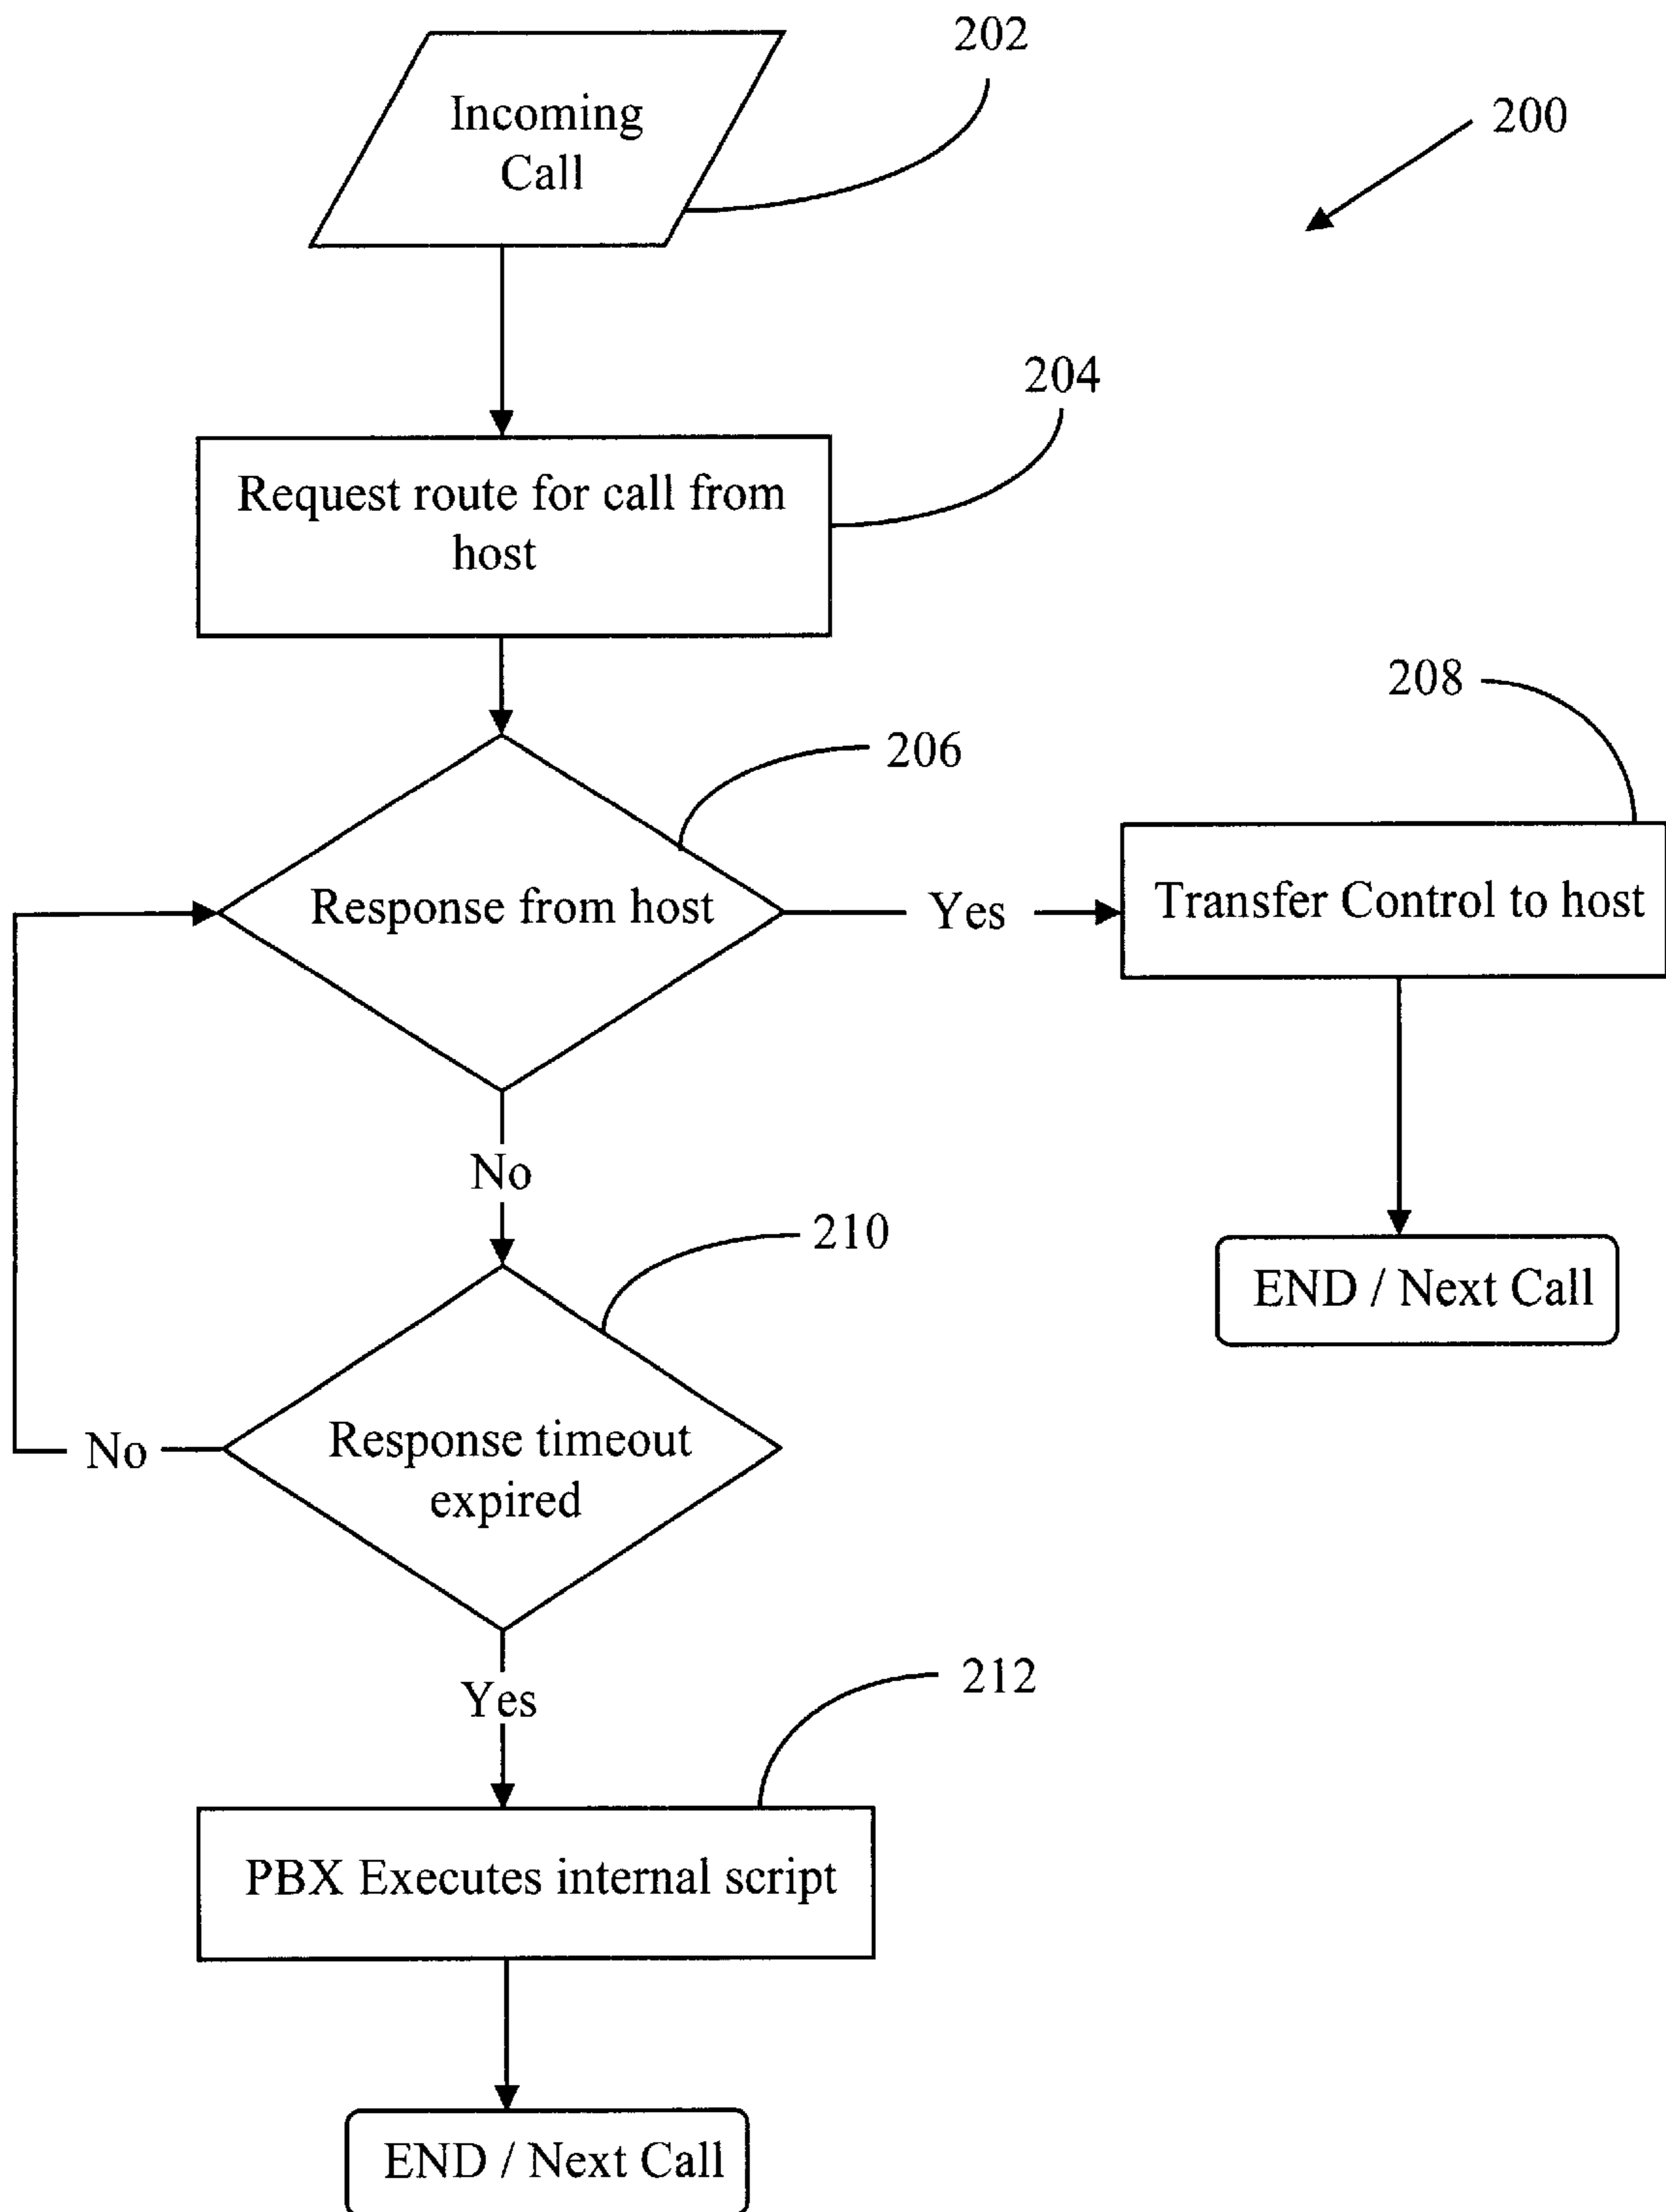 202
Incoming
Call
200
204
Request route for call from
host
208
206
Response from host
Yes
Transfer Control to host
No
210
END / Next Call
No
Response timeout
expired
Yes
212
PBX Executes internal script
END / Next Call